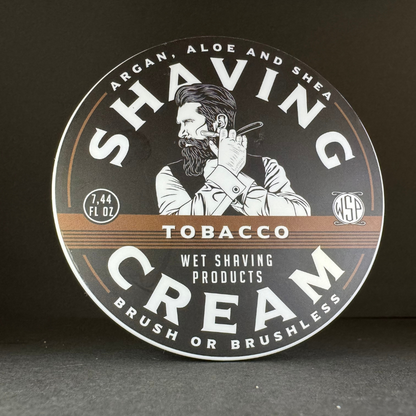 ARGAN, ALOE AND SHEA
SHAVING
7,44
FL OZ
WSP
TOBACCO
WET SHAVING
PRODUCTS
CREAM
BRUSH OR BRUSHLESS